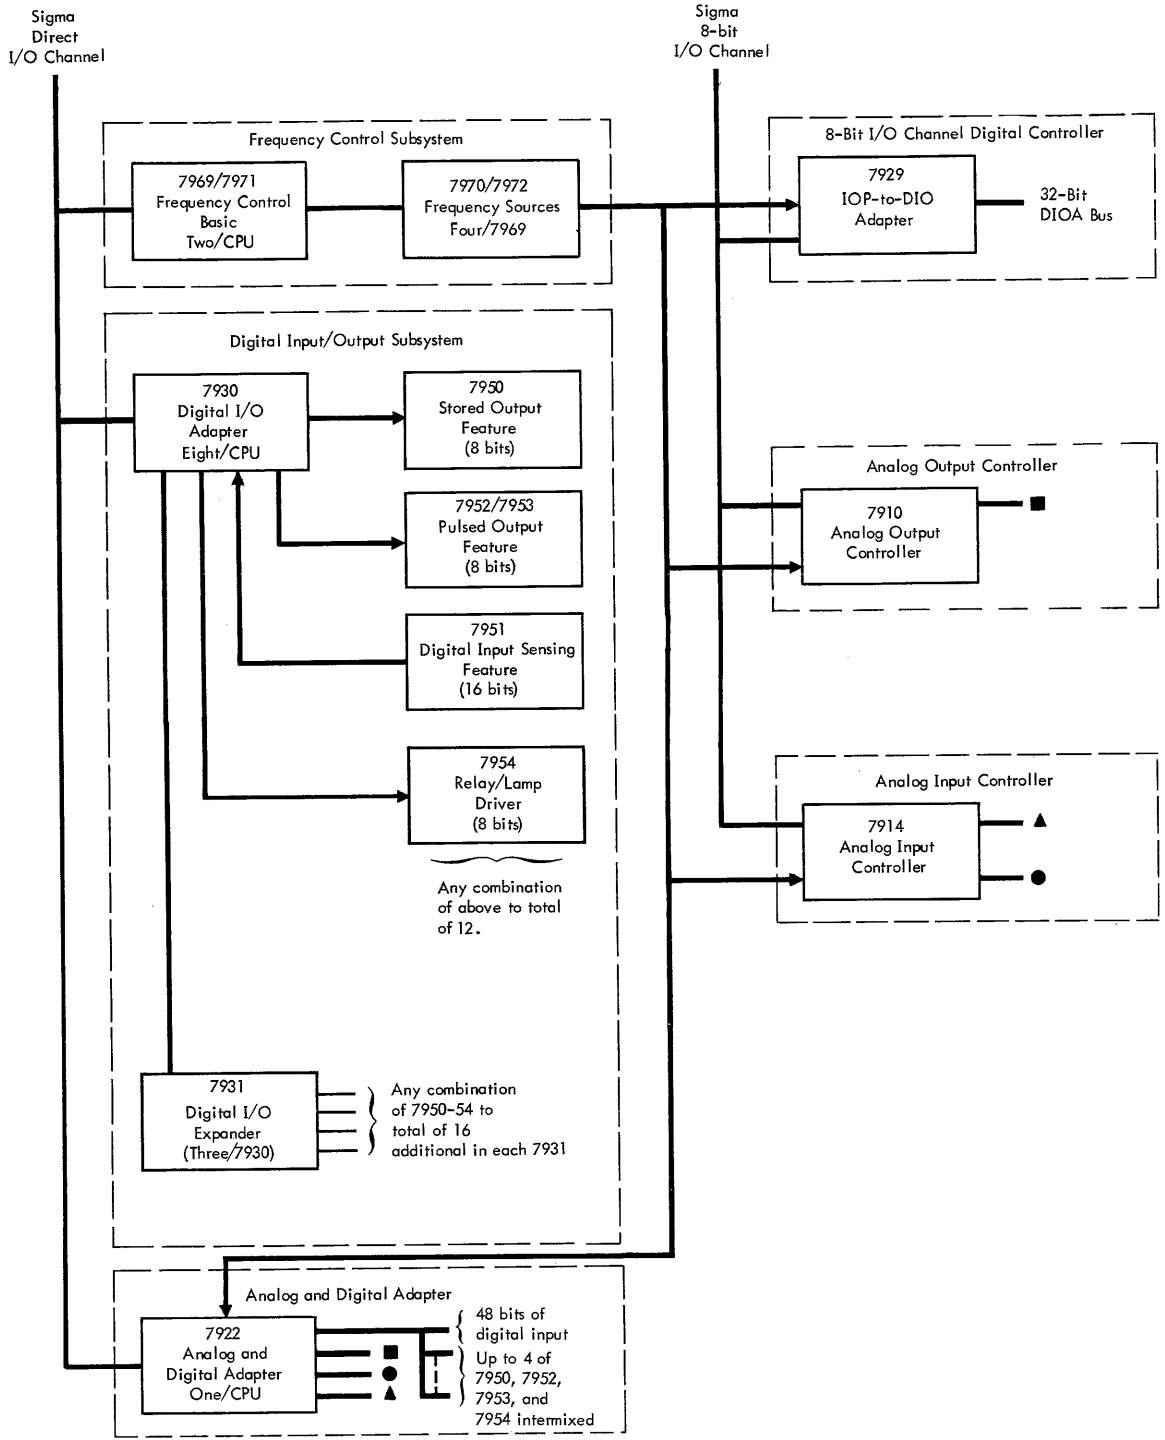 Sigma
Direct
I/O Channel
Sigma
8-bit
I/O Channel
Frequency Control Subsystem
7969/7971
Frequency Control
Basic
Two/CPU
7970/7972
Frequency Sources
Four/7969
8-Bit I/O Channel Digital Controller
7929
IOP-to-DIO
Adapter
32-Bit
DIOA Bus
Digital Input/Output Subsystem
7930
Digital I/O
Adapter
Eight/CPU
7950
Stored Output
Feature
(8 bits)
7952/7953
Pulsed Output
Feature
(8 bits)
7951
Digital Input Sensing
Feature
(16 bits)
7954
Relay/Lamp
Driver
(8 bits)
Any combination
of above to total
of 12.
Analog Output Controller
7910
Analog Output
Controller
Analog Input Controller
7914
Analog Input
Controller
7931
Digital I/O
Expander
(Three/7930)
Any combination
of 7950-54 to
total of 16
additional in each 7931
Analog and Digital Adapter
7922
Analog and
Digital Adapter
One/CPU
48 bits of
digital input
Up to 4 of
7950, 7952,
7953, and
7954 intermixed